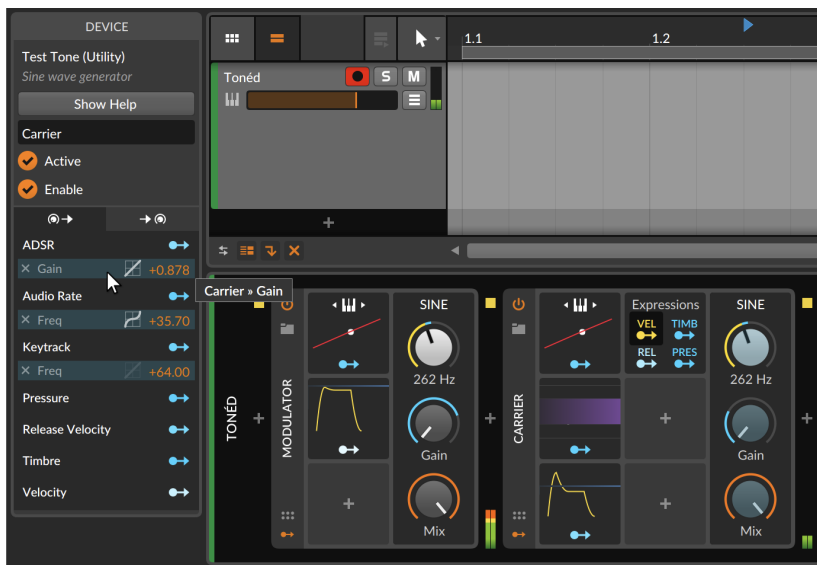 DEVICE
Test Tone (Utility)
Sine wave generator
Show Help
Carrier
Active
Enable
ADSR
Gain +0.878
Audio Rate
Freq +35.70
Keytrack
Freq +64.00
Pressure
Release Velocity
Timbre
Velocity
1.1 1.2
Tonéd S M
Carrier » Gain
TONÉD
MODULATOR
SINE
262 Hz
Gain
Mix
CARRIER
Expressions
VEL TIMB
REL PRES
SINE
262 Hz
Gain
Mix